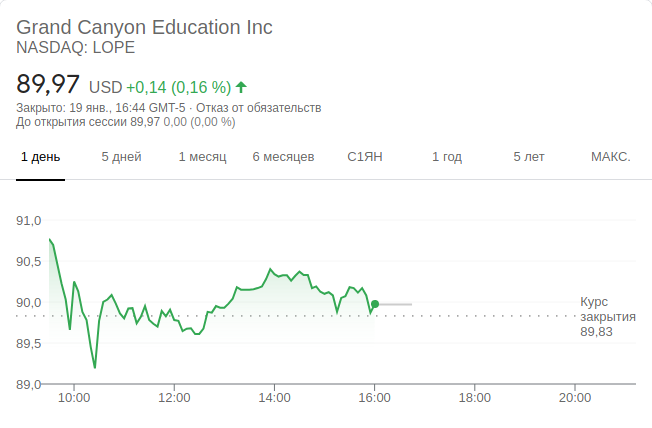 Grand Canyon Education Inc
NASDAQ: LOPE
89,97 USD +0,14 (0,16 %)
Закрыто: 19 янв., 16:44 GMT-5 · Отказ от обязательств
До открытия сессии 89,97 0,00 (0,00 %)
1 день 5 дней 1 месяц 6 месяцев С1ЯН 1 год 5 лет МАКС.
91,0
90,5
90,0
89,5
89,0
Курс
закрытия
89,83
10:00 12:00 14:00 16:00 18:00 20:00